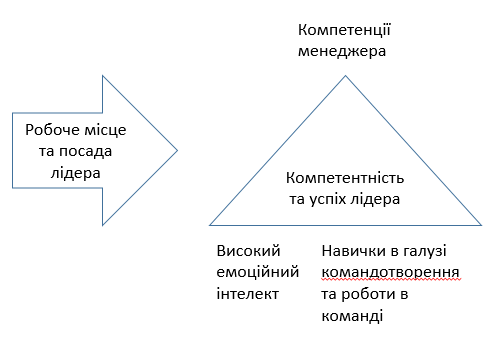 Компетенції
менеджера
Робоче місце
та посада
лідера
Компетентність
та успіх лідера
Високий
емоційний
інтелект
Навички в галузі
командотворення
та роботи в
команді